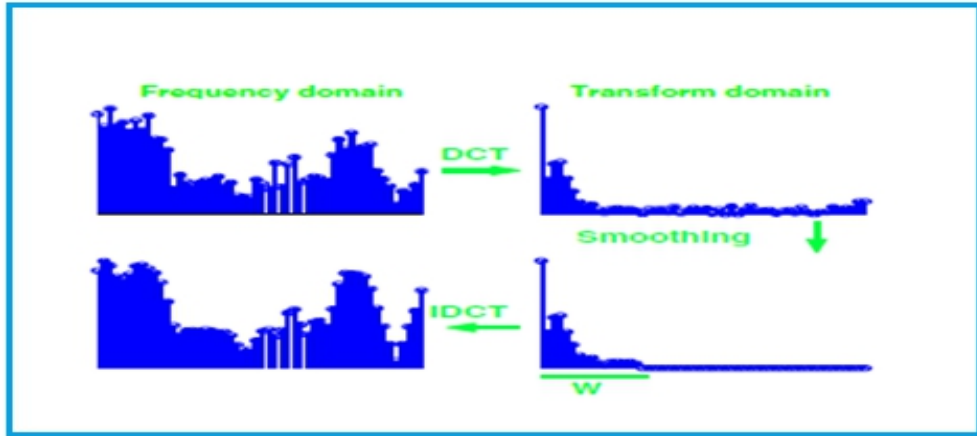 Frequency domain
Transform domain
DCT
Smoothing
IDCT
W